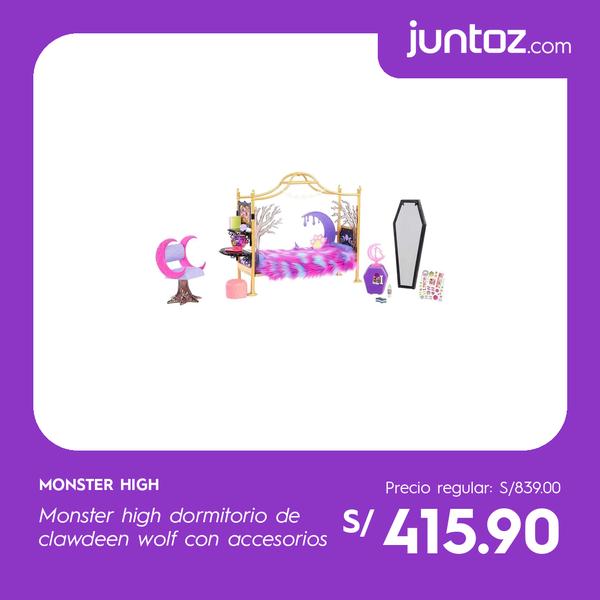 juntoz.com
MONSTER HIGH
Monster high dormitorio de
clawdeen wolf con accesorios
Precio regular: S/839.00
S/ 415.90